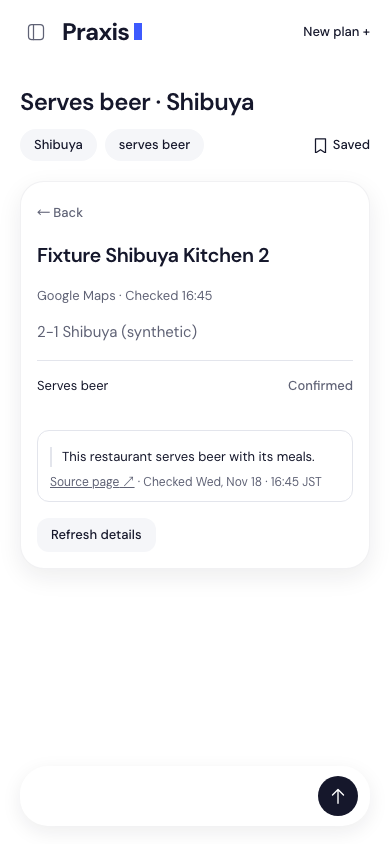 Praxis
New plan +
Serves beer · Shibuya
Shibuya
serves beer
Saved
← Back
Fixture Shibuya Kitchen 2
Google Maps · Checked 16:45
2-1 Shibuya (synthetic)
Serves beer
Confirmed
This restaurant serves beer with its meals.
Source page ↗ · Checked Wed, Nov 18 · 16:45 JST
Refresh details